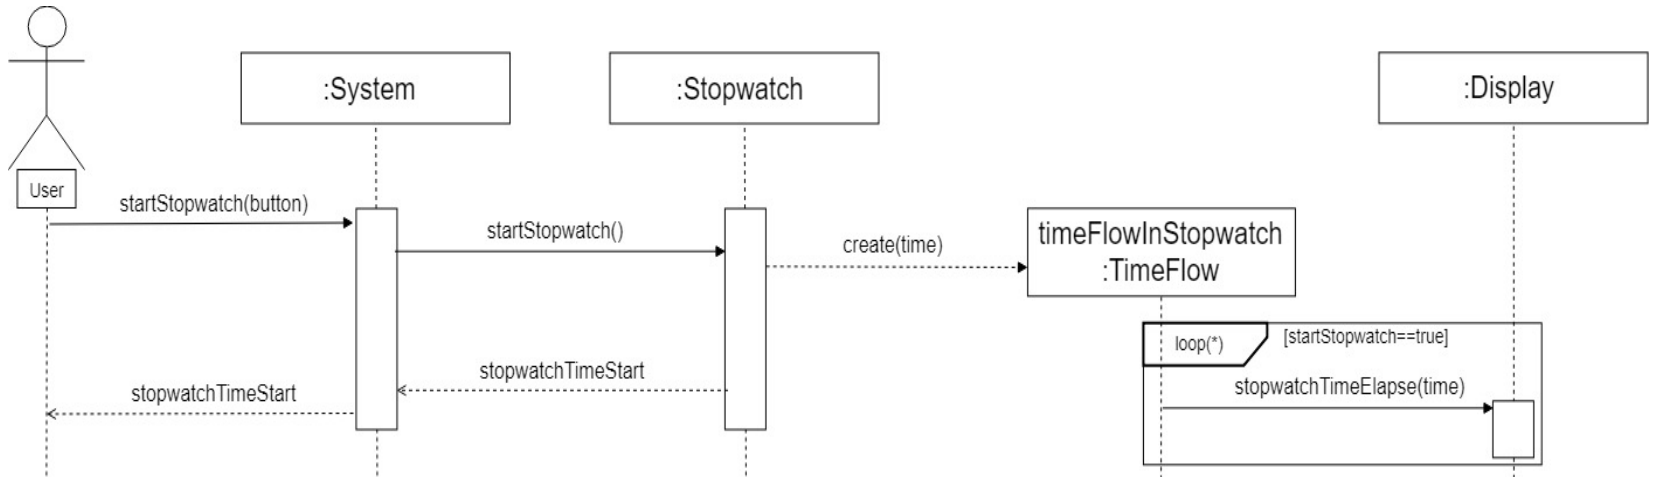 :System
:Stopwatch
:Display
User
startStopwatch(button)
startStopwatch()
create(time)
timeFlowInStopwatch
:TimeFlow
loop(*)
[startStopwatch==true]
stopwatchTimeElapse(time)
stopwatchTimeStart
stopwatchTimeStart